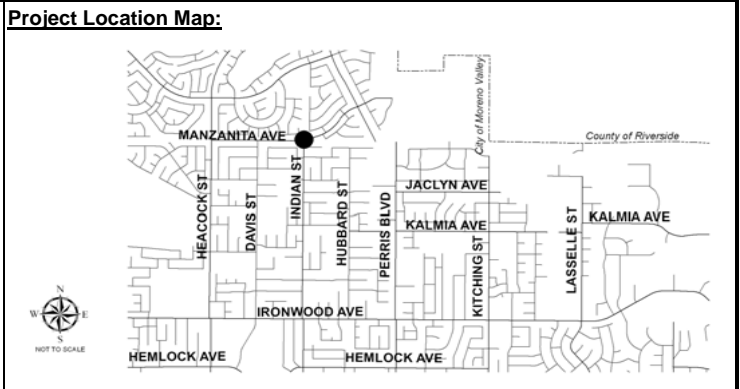 Project Location Map:
City of Moreno Valley
County of Riverside
MANZANITA AVE
INDIAN ST
HEACOCK ST
DAVIS ST
HUBBARD ST
PERRIS BLVD
JACLYN AVE
KALMIA AVE
KALMIA AVE
KITCHING ST
LASSELLE ST
IRONWOOD AVE
N
W
E
S
NOT TO SCALE
HEMLOCK AVE
HEMLOCK AVE